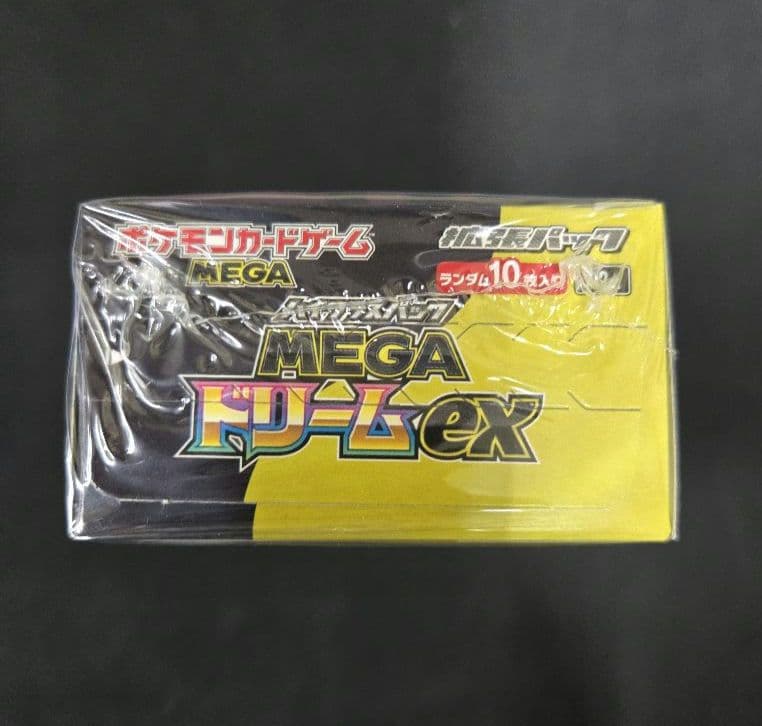 ポケモンカードゲーム
MEGA
拡張パック
ランダム10枚入り
ハイクラスパック
MEGA
ドリームex